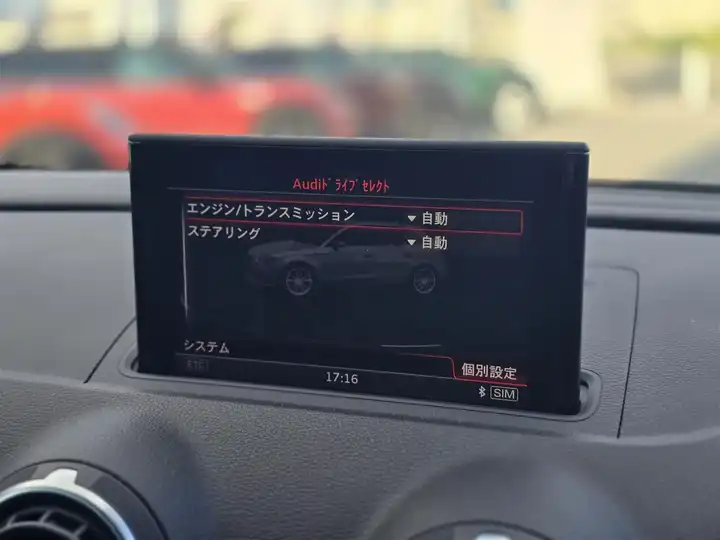 Audiﾄﾞﾗｲﾌﾞｾﾚｸﾄ
エンジン/トランスミッション ▼ 自動
ステアリング ▼ 自動
システム
個別設定
ETC
17:16
SIM